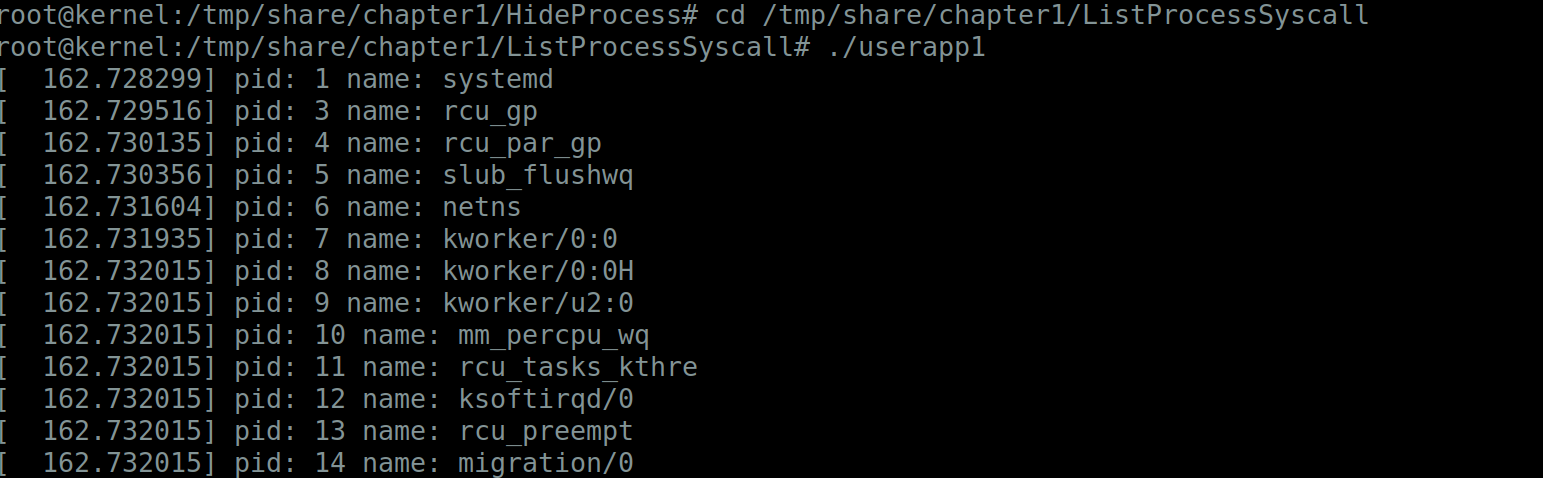 root@kernel:/tmp/share/chapter1/HideProcess# cd /tmp/share/chapter1/ListProcessSyscall
root@kernel:/tmp/share/chapter1/ListProcessSyscall# ./userapp1
[  162.728299] pid: 1 name: systemd
[  162.729516] pid: 3 name: rcu_gp
[  162.730135] pid: 4 name: rcu_par_gp
[  162.730356] pid: 5 name: slub_flushwq
[  162.731604] pid: 6 name: netns
[  162.731935] pid: 7 name: kworker/0:0
[  162.732015] pid: 8 name: kworker/0:0H
[  162.732015] pid: 9 name: kworker/u2:0
[  162.732015] pid: 10 name: mm_percpu_wq
[  162.732015] pid: 11 name: rcu_tasks_kthre
[  162.732015] pid: 12 name: ksoftirqd/0
[  162.732015] pid: 13 name: rcu_preempt
[  162.732015] pid: 14 name: migration/0